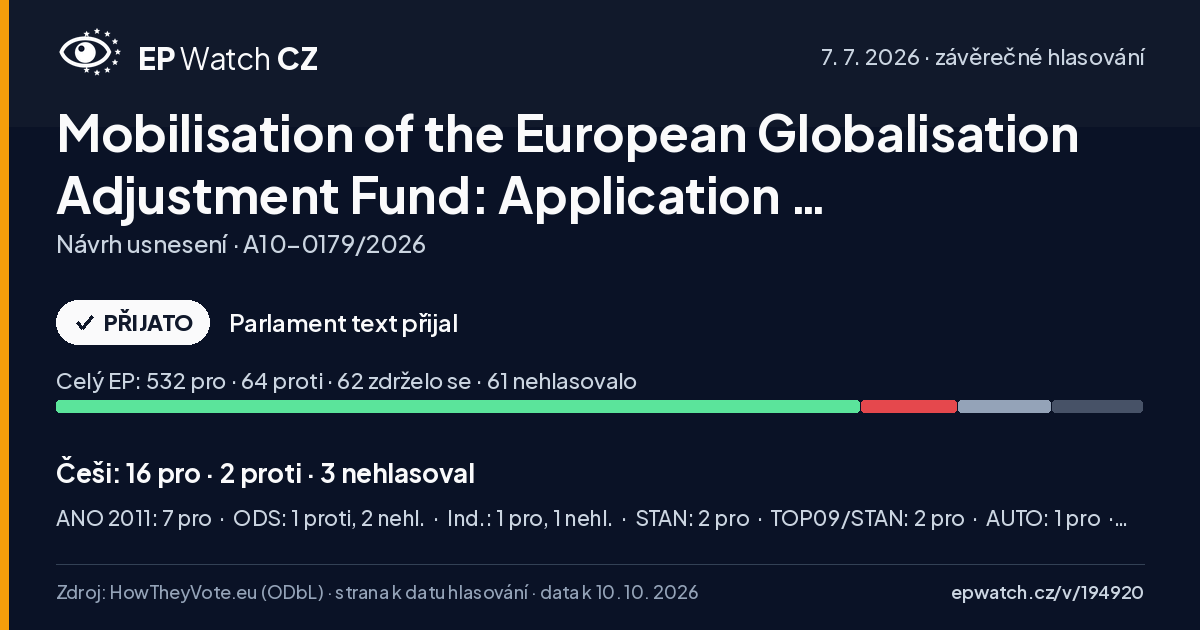 EP Watch CZ
7. 7. 2026 · závěrečné hlasování
Mobilisation of the European Globalisation
Adjustment Fund: Application …
Návrh usnesení · A10-0179/2026
✓ PŘIJATO
Parlament text přijal
Celý EP: 532 pro · 64 proti · 62 zdrželo se · 61 nehlasovalo
Češi: 16 pro · 2 proti · 3 nehlasoval
ANO 2011: 7 pro · ODS: 1 proti, 2 nehl. · Ind.: 1 pro, 1 nehl. · STAN: 2 pro · TOP09/STAN: 2 pro · AUTO: 1 pro ·…
Zdroj: HowTheyVote.eu (ODbL) · strana k datu hlasování · data k 10. 10. 2026
epwatch.cz/v/194920